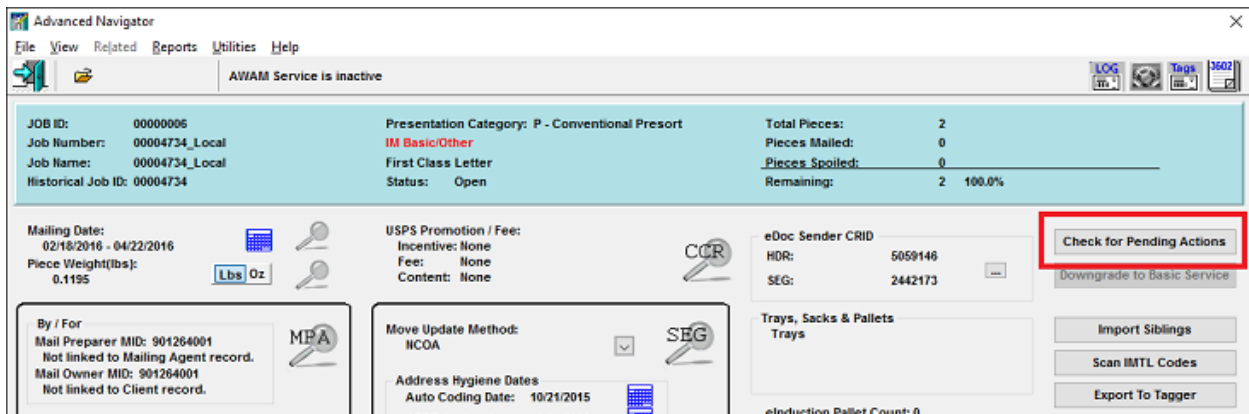 Advanced Navigator
File View Related Reports Utilities Help
AWAM Service is inactive
LOG
Tags
3602
JOB ID: 00000006
Job Number: 00004734_Local
Job Name: 00004734_Local
Historical Job ID: 00004734
Presentation Category: P - Conventional Presort
IM Basic/Other
First Class Letter
Status: Open
Total Pieces: 2
Pieces Mailed: 0
Pieces Spoiled: 0
Remaining: 2 100.0%
Mailing Date:
02/18/2016 - 04/22/2016
Piece Weight(lbs):
0.1195
Lbs Oz
USPS Promotion / Fee:
Incentive: None
Fee: None
Content: None
CCR
eDoc Sender CRID
HDR: 5059146
SEG: 2442173
...
Check for Pending Actions
Downgrade to Basic Service
By / For
Mail Preparer MID: 901264001
Not linked to Mailing Agent record.
Mail Owner MID: 901264001
Not linked to Client record.
MPA
Move Update Method:
NCOA
SEG
Address Hygiene Dates
Auto Coding Date: 10/21/2015
Trays, Sacks & Pallets
Trays
eInduction Pallet Count: 0
Import Siblings
Scan IMTL Codes
Export To Tagger